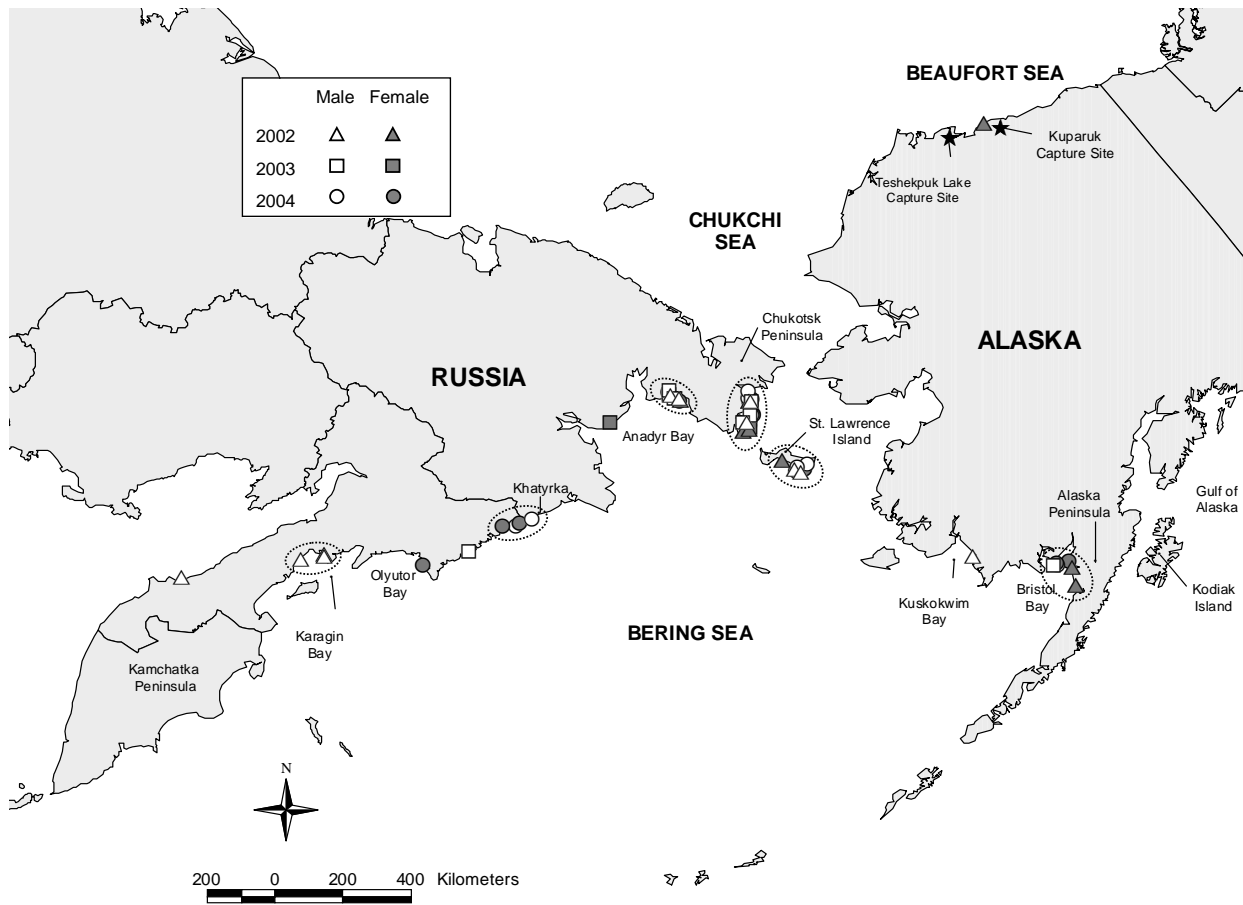 BEAUFORT SEA
Male Female
2002
2003
2004
Kuparuk
Capture Site
Teshekpuk Lake
Capture Site
CHUKCHI
SEA
Chukotsk
Peninsula
ALASKA
RUSSIA
St. Lawrence
Island
Anadyr Bay
Khatyrka
Alaska
Peninsula
Gulf of
Alaska
Olyutor
Bay
Kuskokwim
Bay
Bristol
Bay
Kodiak
Island
Karagin
Bay
BERING SEA
Kamchatka
Peninsula
N
200 0 200 400 Kilometers